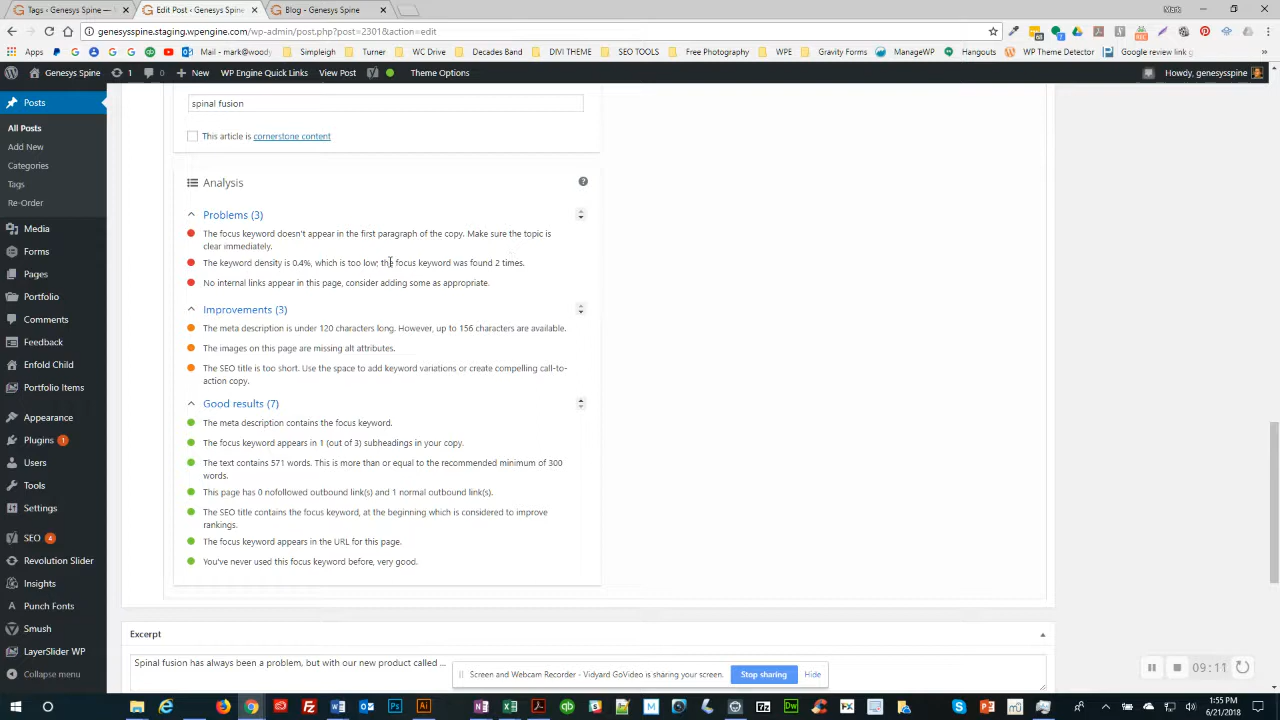 Tags ‹ Genesys Spine —
Edit Post ‹ Genesys Spine
Blog - Genesys Spine
genesysspine.staging.wpengine.com/wp-admin/post.php?post=2301&action=edit
Apps
Mail - mark@woody
Simpleigh
Turner
WC Drive
Decades Band
DIVI THEME
SEO TOOLS
Free Photography
WPE
Gravity Forms
ManageWP
Hangouts
WP Theme Detector
Google review link g
Genesys Spine
1
0
New
WP Engine Quick Links
View Post
Theme Options
Howdy, genesysspine
Posts
All Posts
Add New
Categories
Tags
Re-Order
Media
Forms
Pages
Portfolio
Comments
Feedback
Enfold Child
Portfolio Items
Appearance
Plugins 1
Users
Tools
Settings
SEO 4
Revolution Slider
Insights
Punch Fonts
Smush
LayerSlider WP
Collapse menu
spinal fusion
This article is cornerstone content
Analysis
Problems (3)
The focus keyword doesn't appear in the first paragraph of the copy. Make sure the topic is
clear immediately.
The keyword density is 0.4%, which is too low; the focus keyword was found 2 times.
No internal links appear in this page, consider adding some as appropriate.
Improvements (3)
The meta description is under 120 characters long. However, up to 156 characters are available.
The images on this page are missing alt attributes.
The SEO title is too short. Use the space to add keyword variations or create compelling call-to-
action copy.
Good results (7)
The meta description contains the focus keyword.
The focus keyword appears in 1 (out of 3) subheadings in your copy.
The text contains 571 words. This is more than or equal to the recommended minimum of 300
words.
This page has 0 nofollowed outbound link(s) and 1 normal outbound link(s).
The SEO title contains the focus keyword, at the beginning which is considered to improve
rankings.
The focus keyword appears in the URL for this page.
You've never used this focus keyword before, very good.
Excerpt
Spinal fusion has always been a problem, but with our new product called ...
Screen and Webcam Recorder - Vidyard GoVideo is sharing your screen.
Stop sharing
Hide
09:11
1:55 PM
6/21/2018